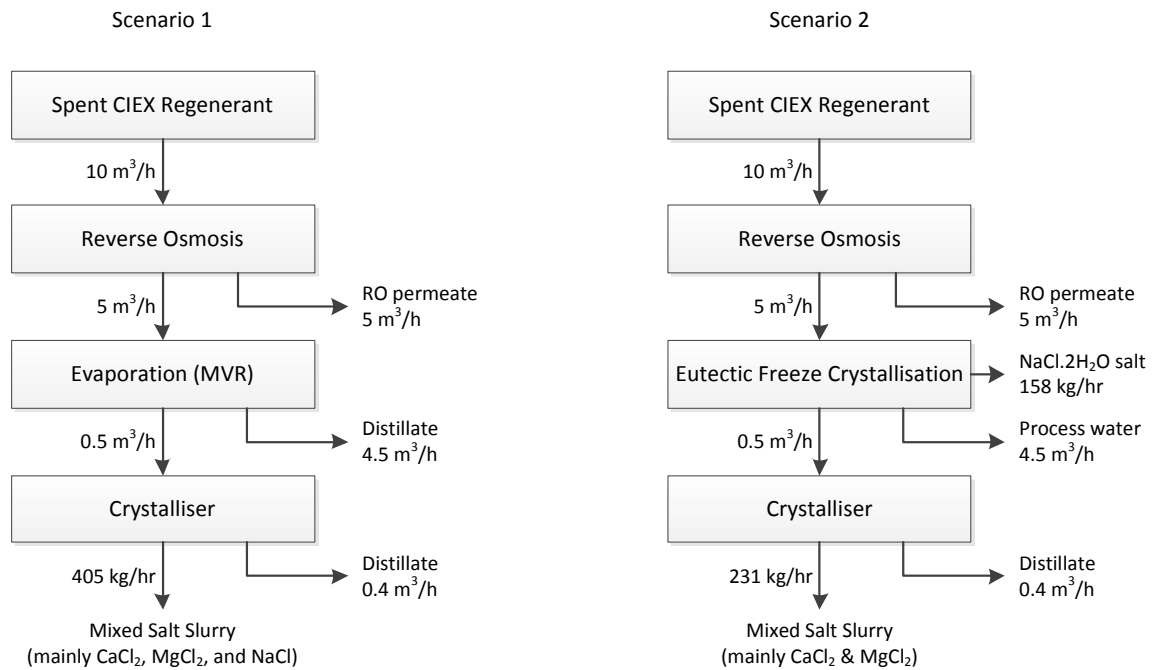 Scenario 1
Spent CIEX Regenerant
10 m³/h
Reverse Osmosis
5 m³/h
RO permeate
5 m³/h
Evaporation (MVR)
0.5 m³/h
Distillate
4.5 m³/h
Crystalliser
405 kg/hr
Distillate
0.4 m³/h
Mixed Salt Slurry
(mainly CaCl₂, MgCl₂, and NaCl)
Scenario 2
Spent CIEX Regenerant
10 m³/h
Reverse Osmosis
5 m³/h
RO permeate
5 m³/h
Eutectic Freeze Crystallisation
NaCl.2H₂O salt
158 kg/hr
0.5 m³/h
Process water
4.5 m³/h
Crystalliser
231 kg/hr
Distillate
0.4 m³/h
Mixed Salt Slurry
(mainly CaCl₂ & MgCl₂)